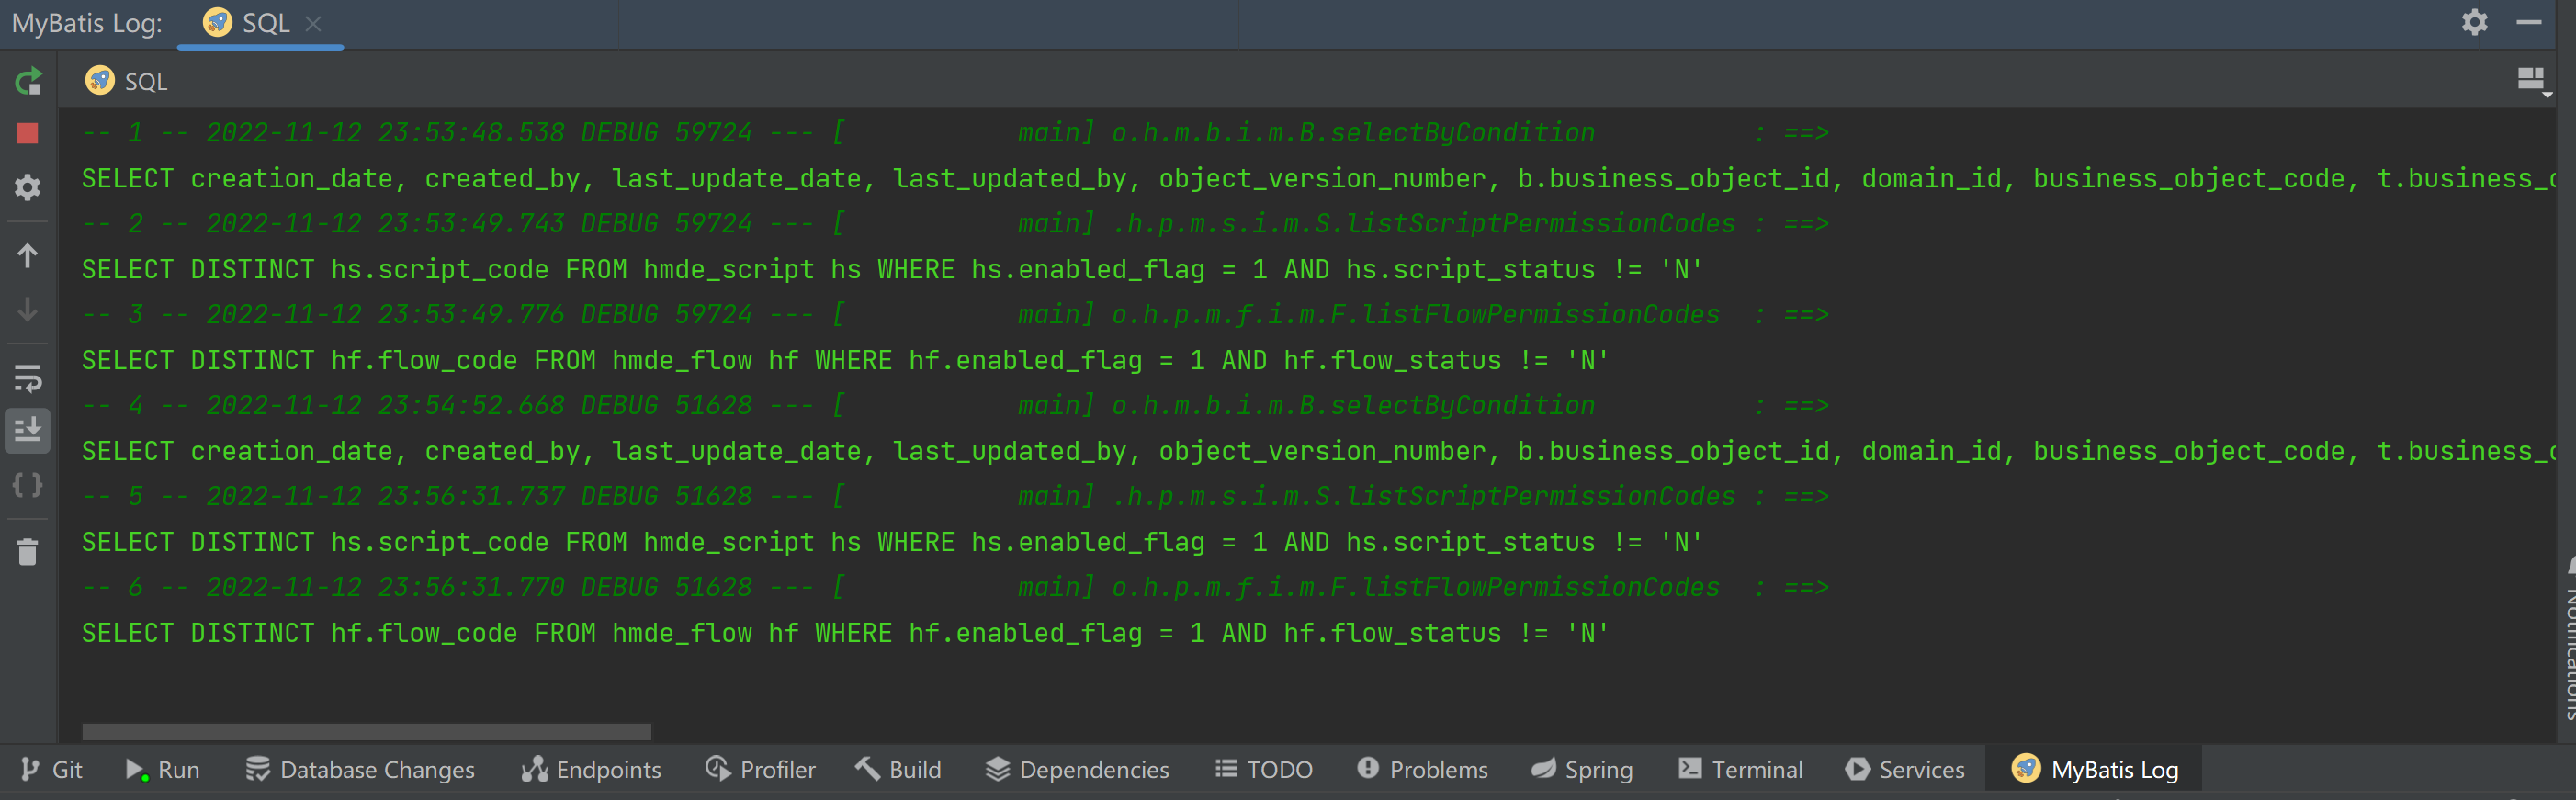 MyBatis Log: SQL
SQL
-- 1 -- 2022-11-12 23:53:48.538 DEBUG 59724 --- [           main] o.h.m.b.i.m.B.selectByCondition          : ==>
SELECT creation_date, created_by, last_update_date, last_updated_by, object_version_number, b.business_object_id, domain_id, business_object_code, t.business_o
-- 2 -- 2022-11-12 23:53:49.743 DEBUG 59724 --- [           main] .h.p.m.s.i.m.S.listScriptPermissionCodes : ==>
SELECT DISTINCT hs.script_code FROM hmde_script hs WHERE hs.enabled_flag = 1 AND hs.script_status != 'N'
-- 3 -- 2022-11-12 23:53:49.776 DEBUG 59724 --- [           main] o.h.p.m.f.i.m.F.listFlowPermissionCodes  : ==>
SELECT DISTINCT hf.flow_code FROM hmde_flow hf WHERE hf.enabled_flag = 1 AND hf.flow_status != 'N'
-- 4 -- 2022-11-12 23:54:52.668 DEBUG 51628 --- [           main] o.h.m.b.i.m.B.selectByCondition          : ==>
SELECT creation_date, created_by, last_update_date, last_updated_by, object_version_number, b.business_object_id, domain_id, business_object_code, t.business_o
-- 5 -- 2022-11-12 23:56:31.737 DEBUG 51628 --- [           main] .h.p.m.s.i.m.S.listScriptPermissionCodes : ==>
SELECT DISTINCT hs.script_code FROM hmde_script hs WHERE hs.enabled_flag = 1 AND hs.script_status != 'N'
-- 6 -- 2022-11-12 23:56:31.770 DEBUG 51628 --- [           main] o.h.p.m.f.i.m.F.listFlowPermissionCodes  : ==>
SELECT DISTINCT hf.flow_code FROM hmde_flow hf WHERE hf.enabled_flag = 1 AND hf.flow_status != 'N'
Notifications
Git Run Database Changes Endpoints Profiler Build Dependencies TODO Problems Spring Terminal Services MyBatis Log